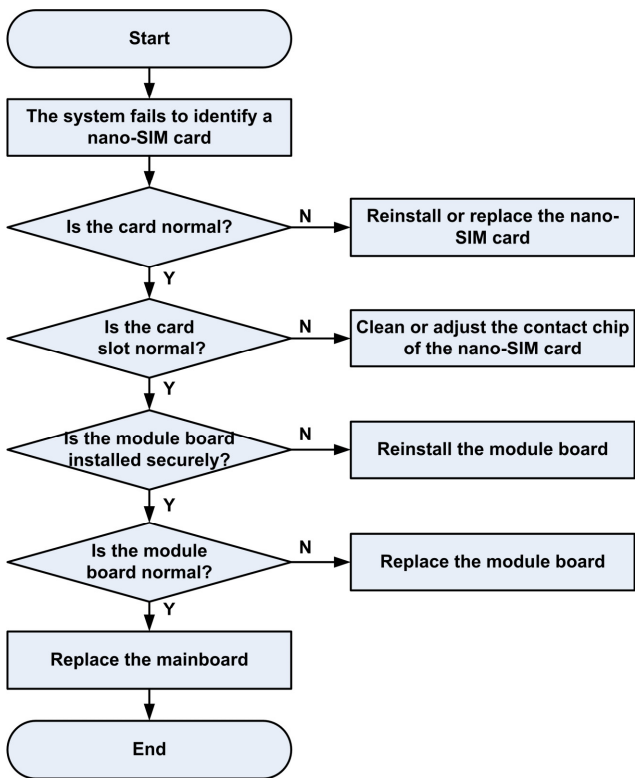 Start
The system fails to identify a
nano-SIM card
Is the card normal?
N
Reinstall or replace the nano-
SIM card
Y
Is the card
slot normal?
N
Clean or adjust the contact chip
of the nano-SIM card
Y
Is the module board
installed securely?
N
Reinstall the module board
Y
Is the module
board normal?
N
Replace the module board
Y
Replace the mainboard
End